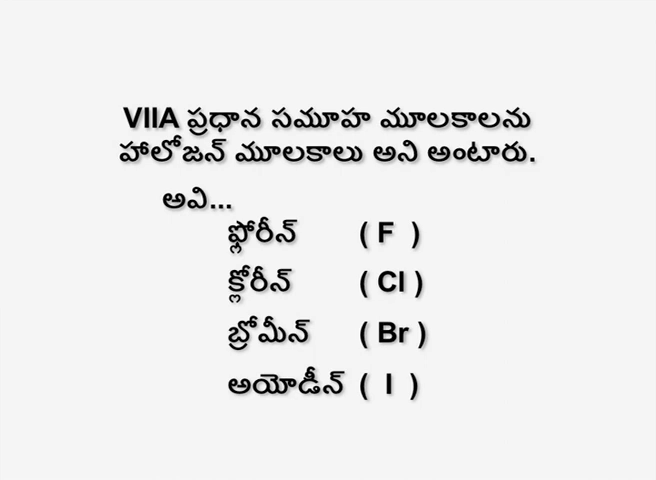 VIIA ప్రధాన సమూహ మూలకాలను
హాలోజన్ మూలకాలు అని అంటారు.
అవి...
ఫ్లోరీన్ ( F )
క్లోరీన్ ( Cl )
బ్రోమీన్ ( Br )
అయోడీన్ ( I )